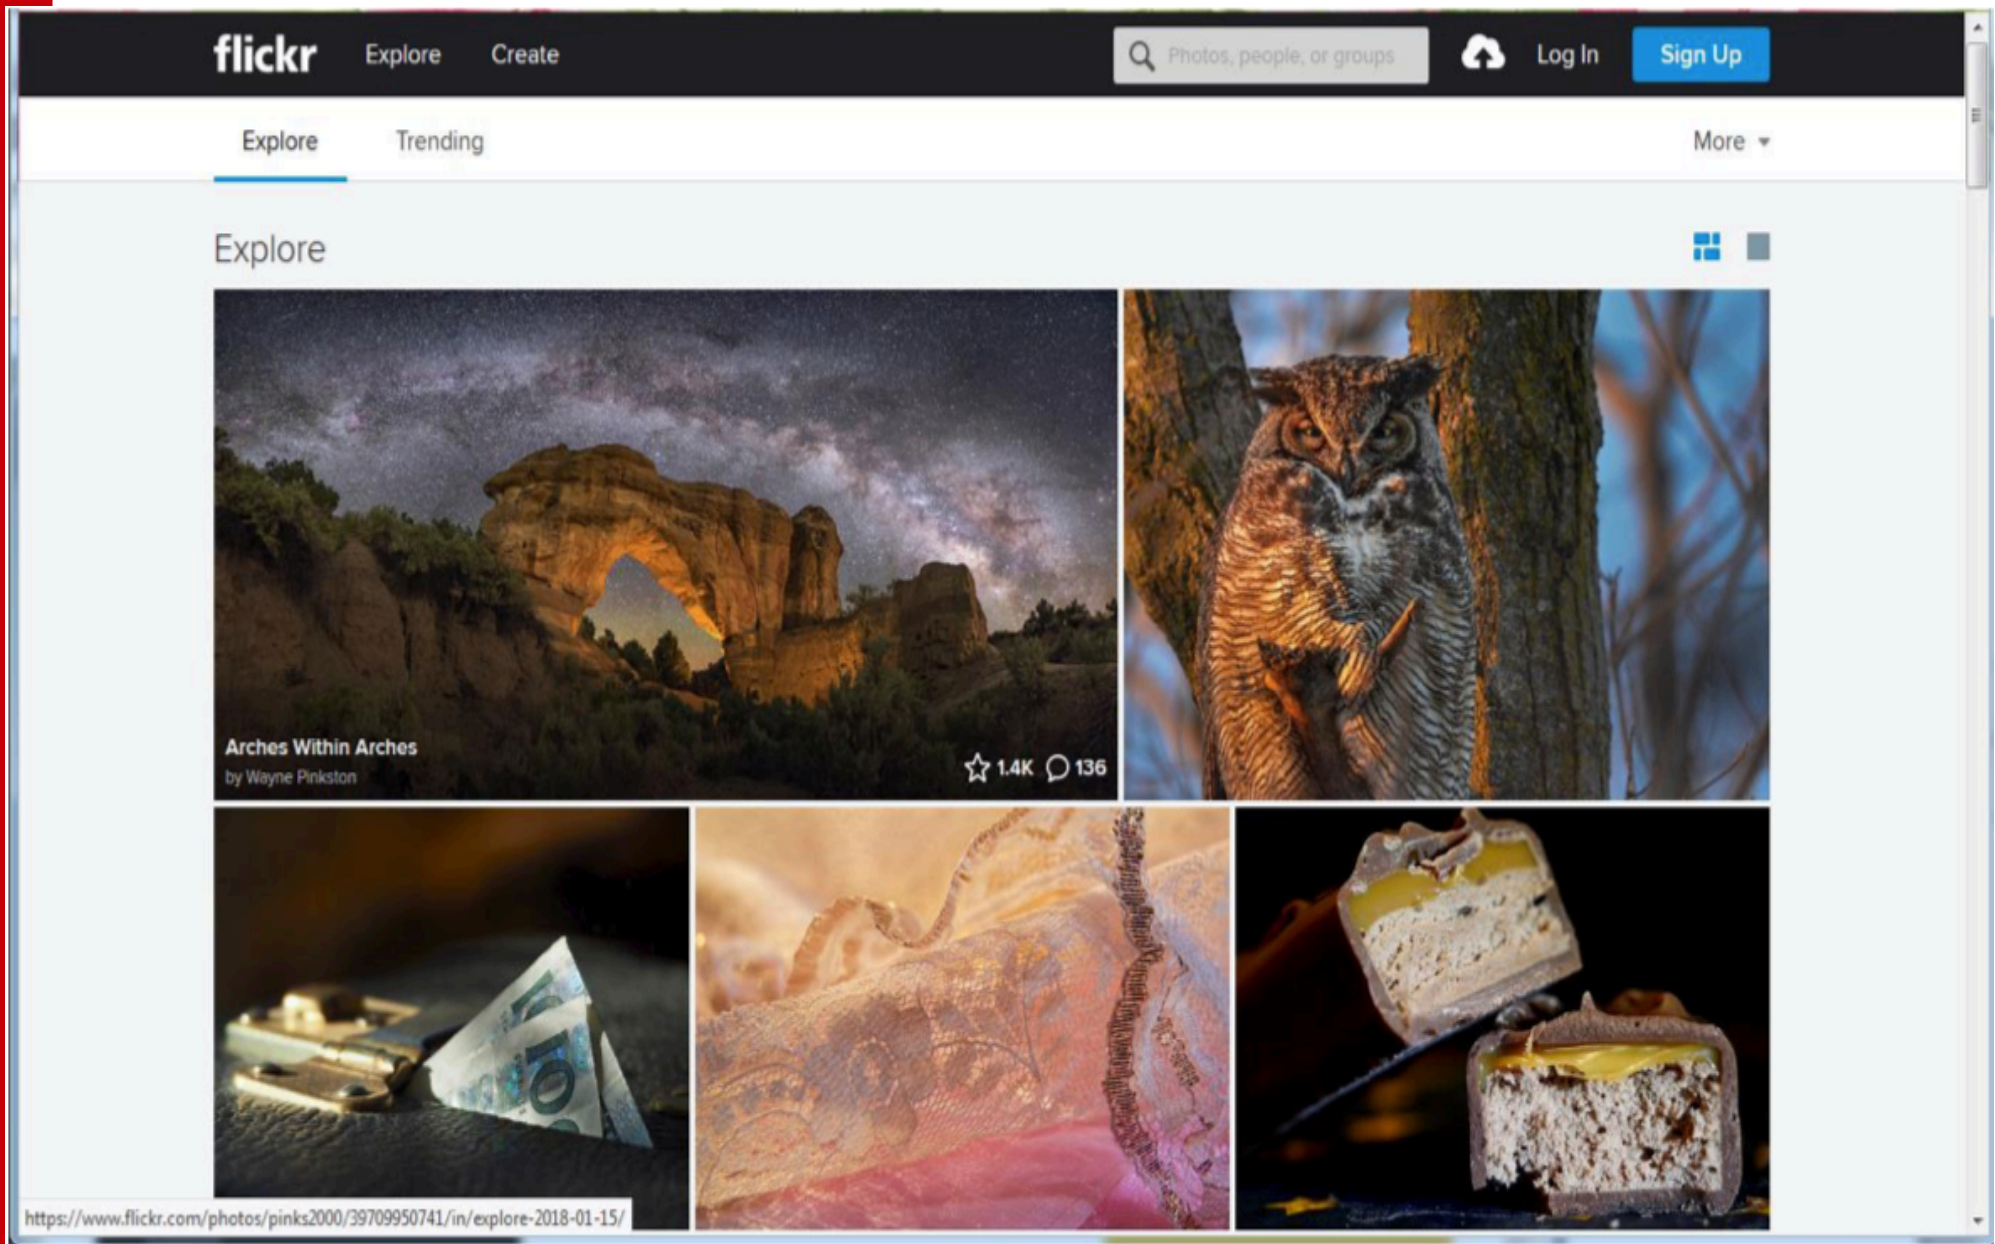 flickr Explore Create Photos, people, or groups Log In Sign Up
Explore Trending More
Explore
Arches Within Arches
by Wayne Pinkston
1.4K 136
10
https://www.flickr.com/photos/pinks2000/39709950741/in/explore-2018-01-15/